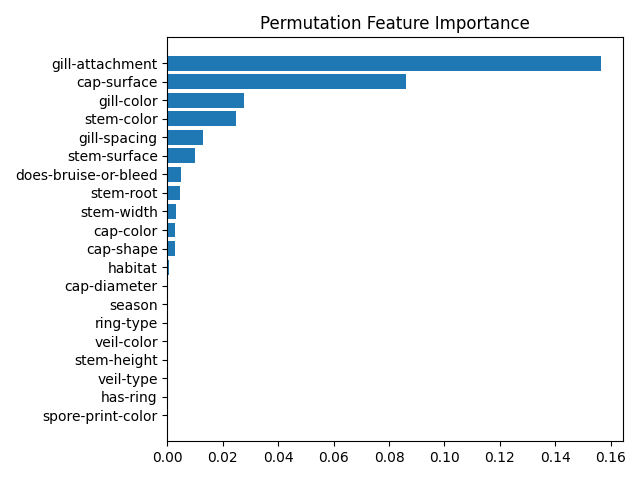 Permutation Feature Importance
gill-attachment
cap-surface
gill-color
stem-color
gill-spacing
stem-surface
does-bruise-or-bleed
stem-root
stem-width
cap-color
cap-shape
habitat
cap-diameter
season
ring-type
veil-color
stem-height
veil-type
has-ring
spore-print-color
0.00 0.02 0.04 0.06 0.08 0.10 0.12 0.14 0.16